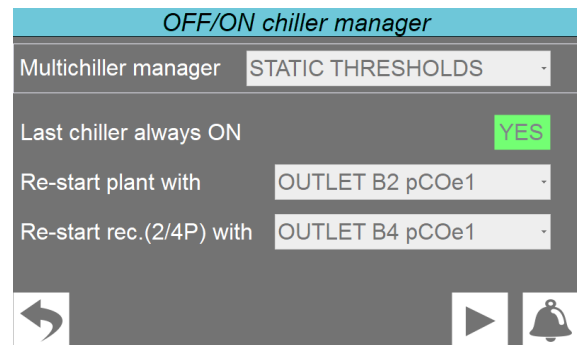 OFF/ON chiller manager
Multichiller manager STATIC THRESHOLDS
Last chiller always ON YES
Re-start plant with OUTLET B2 pCOe1
Re-start rec.(2/4P) with OUTLET B4 pCOe1